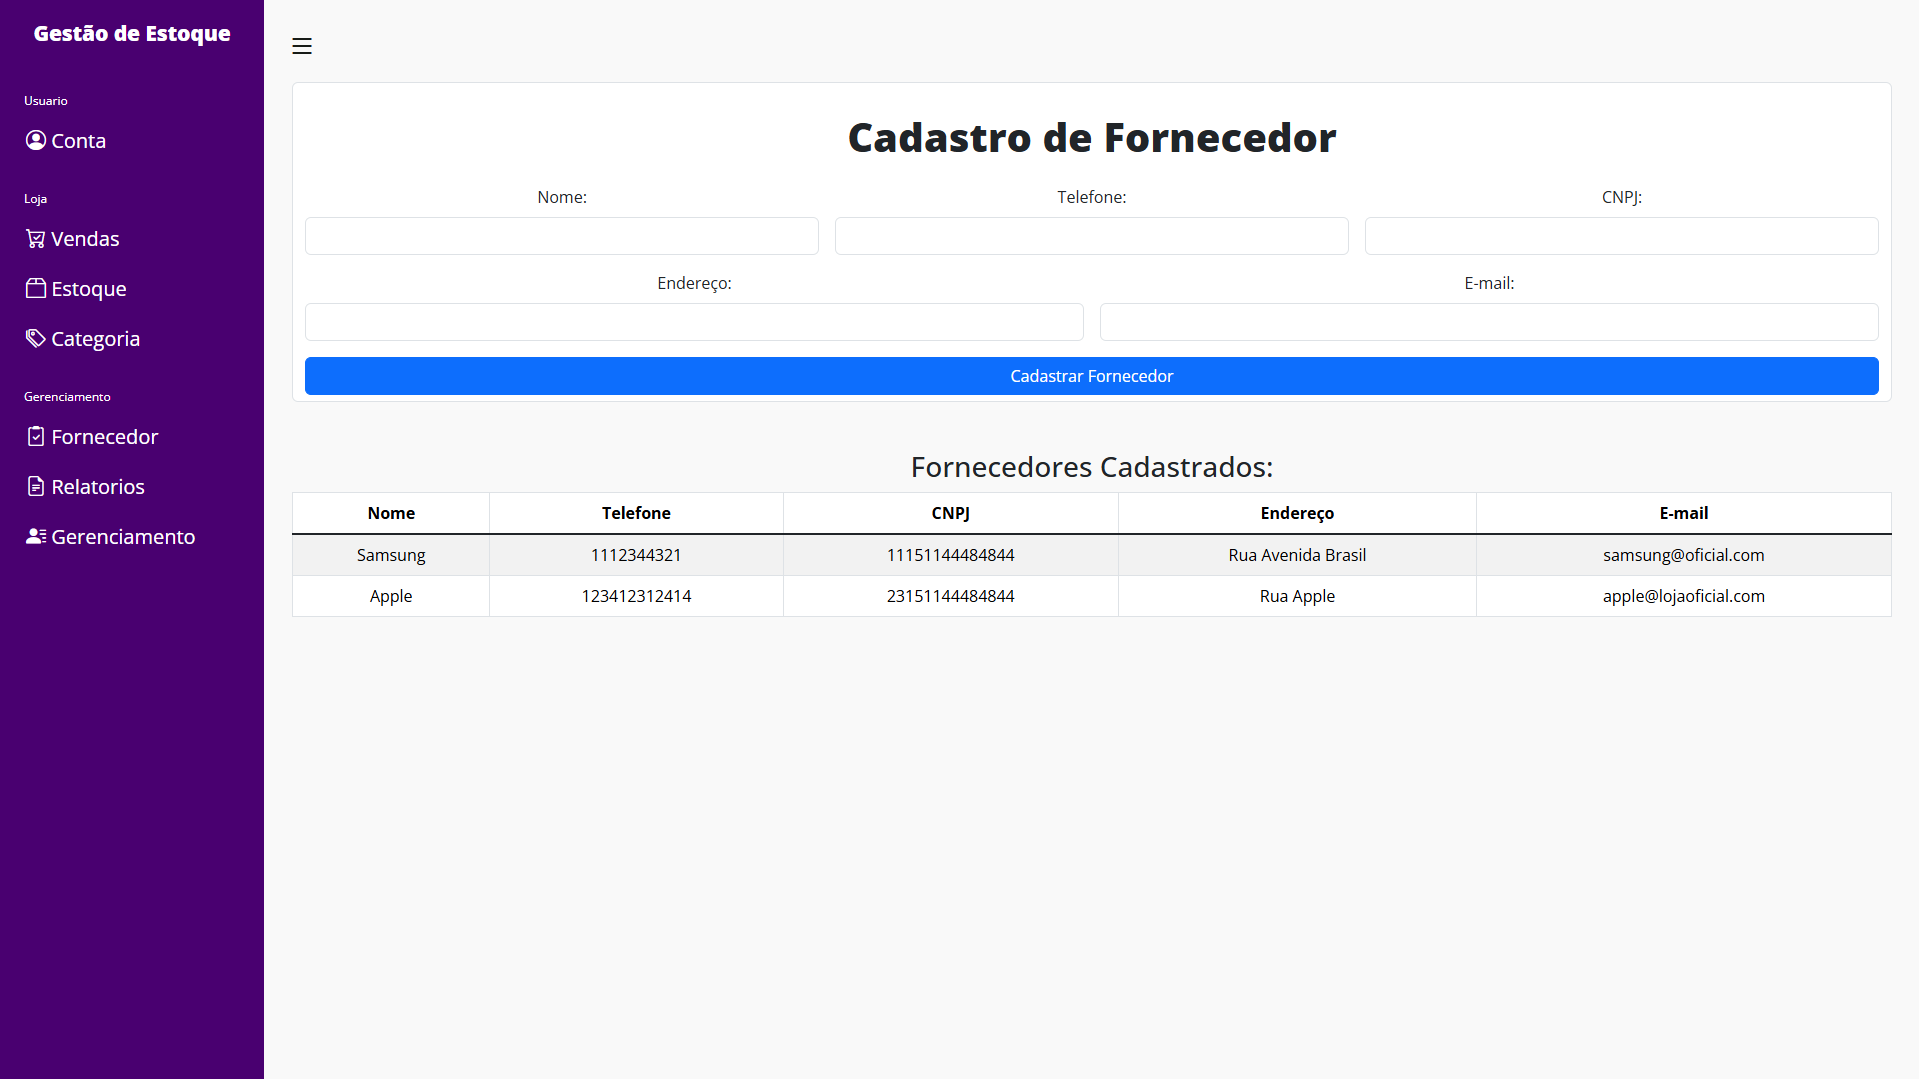 Gestão de Estoque
Usuario
Conta
Loja
Vendas
Estoque
Categoria
Gerenciamento
Fornecedor
Relatorios
Gerenciamento
Cadastro de Fornecedor
Nome: Telefone: CNPJ:
Endereço: E-mail:
Cadastrar Fornecedor
Fornecedores Cadastrados:
Nome Telefone CNPJ Endereço E-mail
Samsung 1112344321 11151144484844 Rua Avenida Brasil samsung@oficial.com
Apple 123412312414 23151144484844 Rua Apple apple@lojaoficial.com